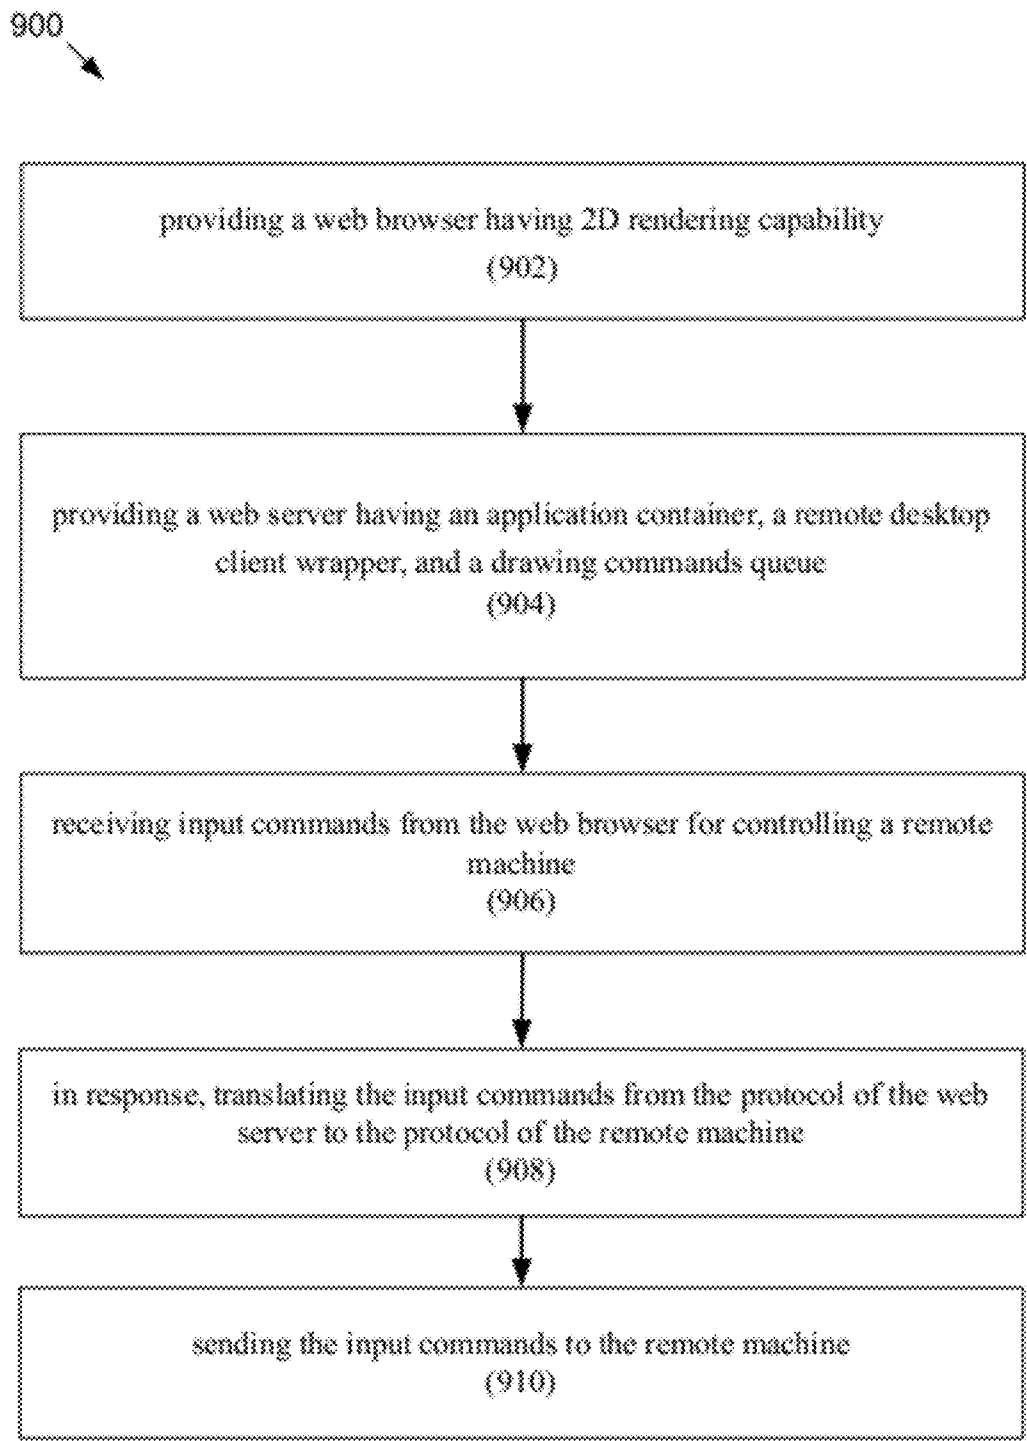 900
providing a web browser having 2D rendering capability
(902)
providing a web server having an application container, a remote desktop
client wrapper, and a drawing commands queue
(904)
receiving input commands from the web browser for controlling a remote
machine
(906)
in response, translating the input commands from the protocol of the web
server to the protocol of the remote machine
(908)
sending the input commands to the remote machine
(910)